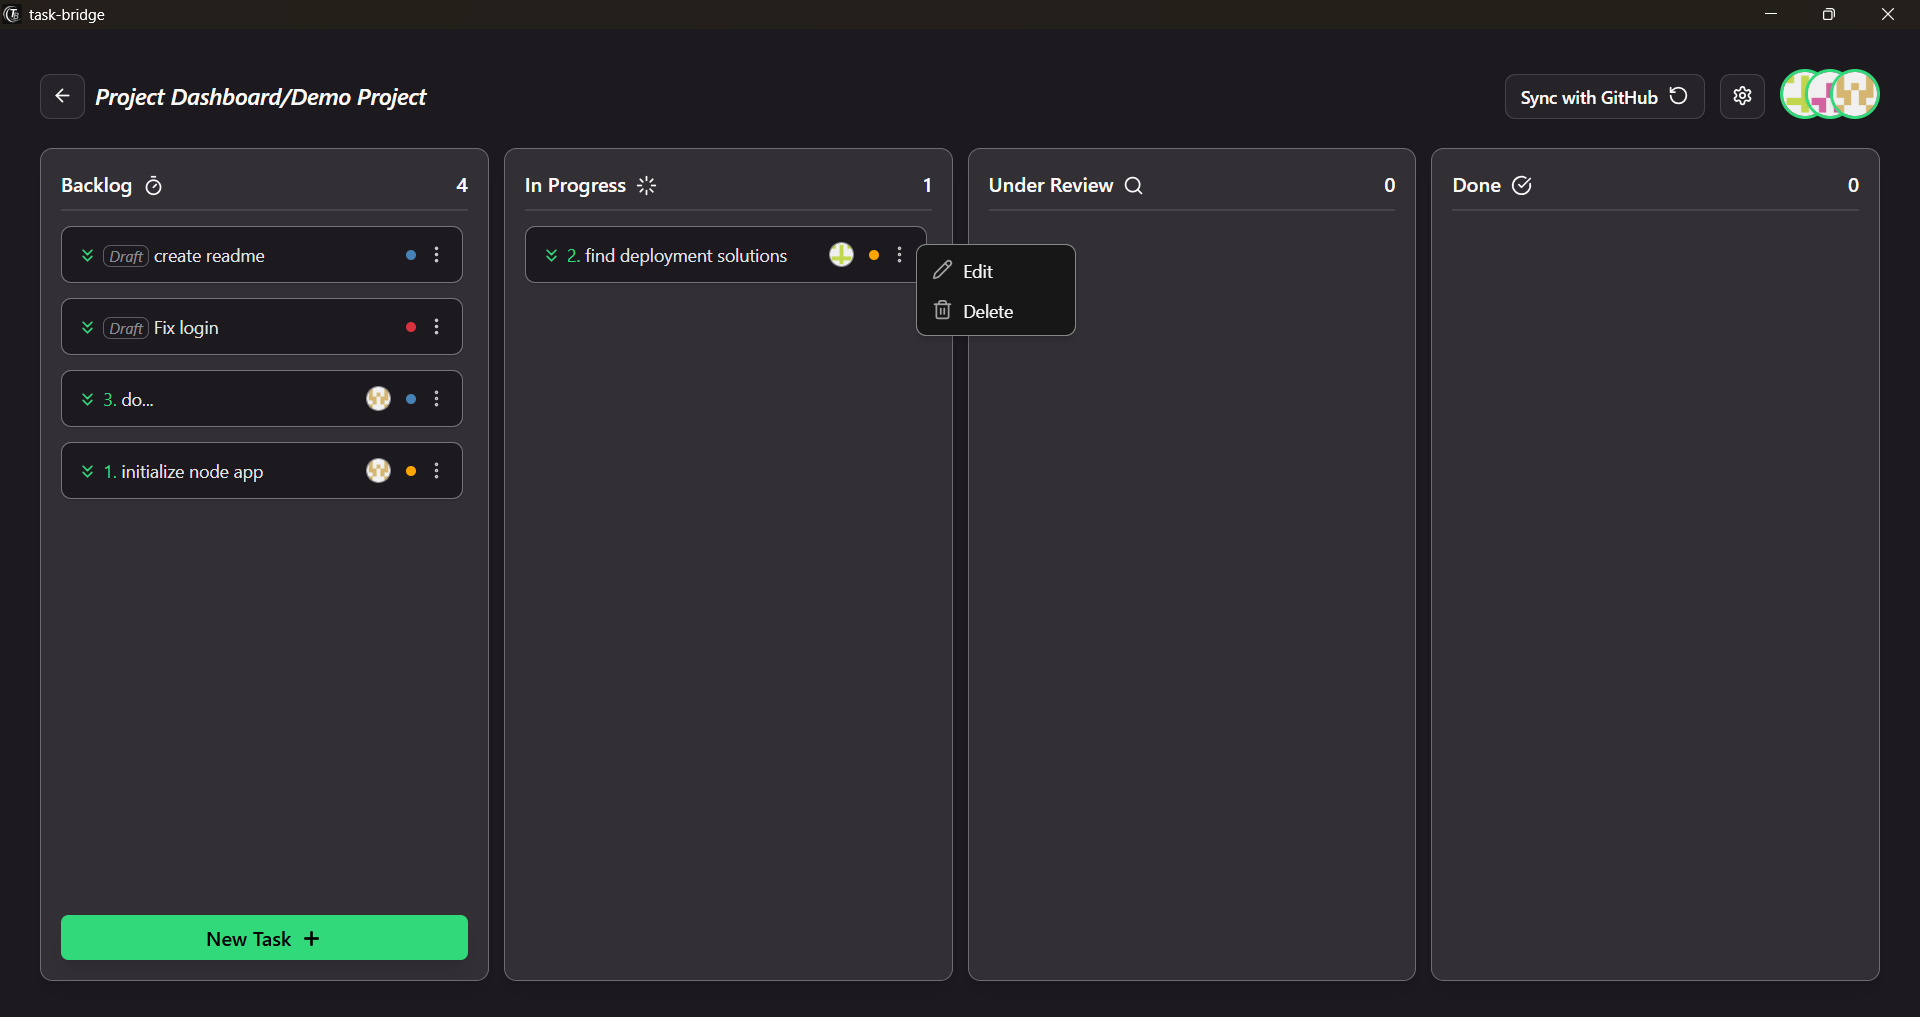 task-bridge
Project Dashboard/Demo Project
Sync with GitHub
Backlog 4
Draft create readme
Draft Fix login
3. do...
1. initialize node app
New Task +
In Progress 1
2. find deployment solutions
Edit
Delete
Under Review 0
Done 0